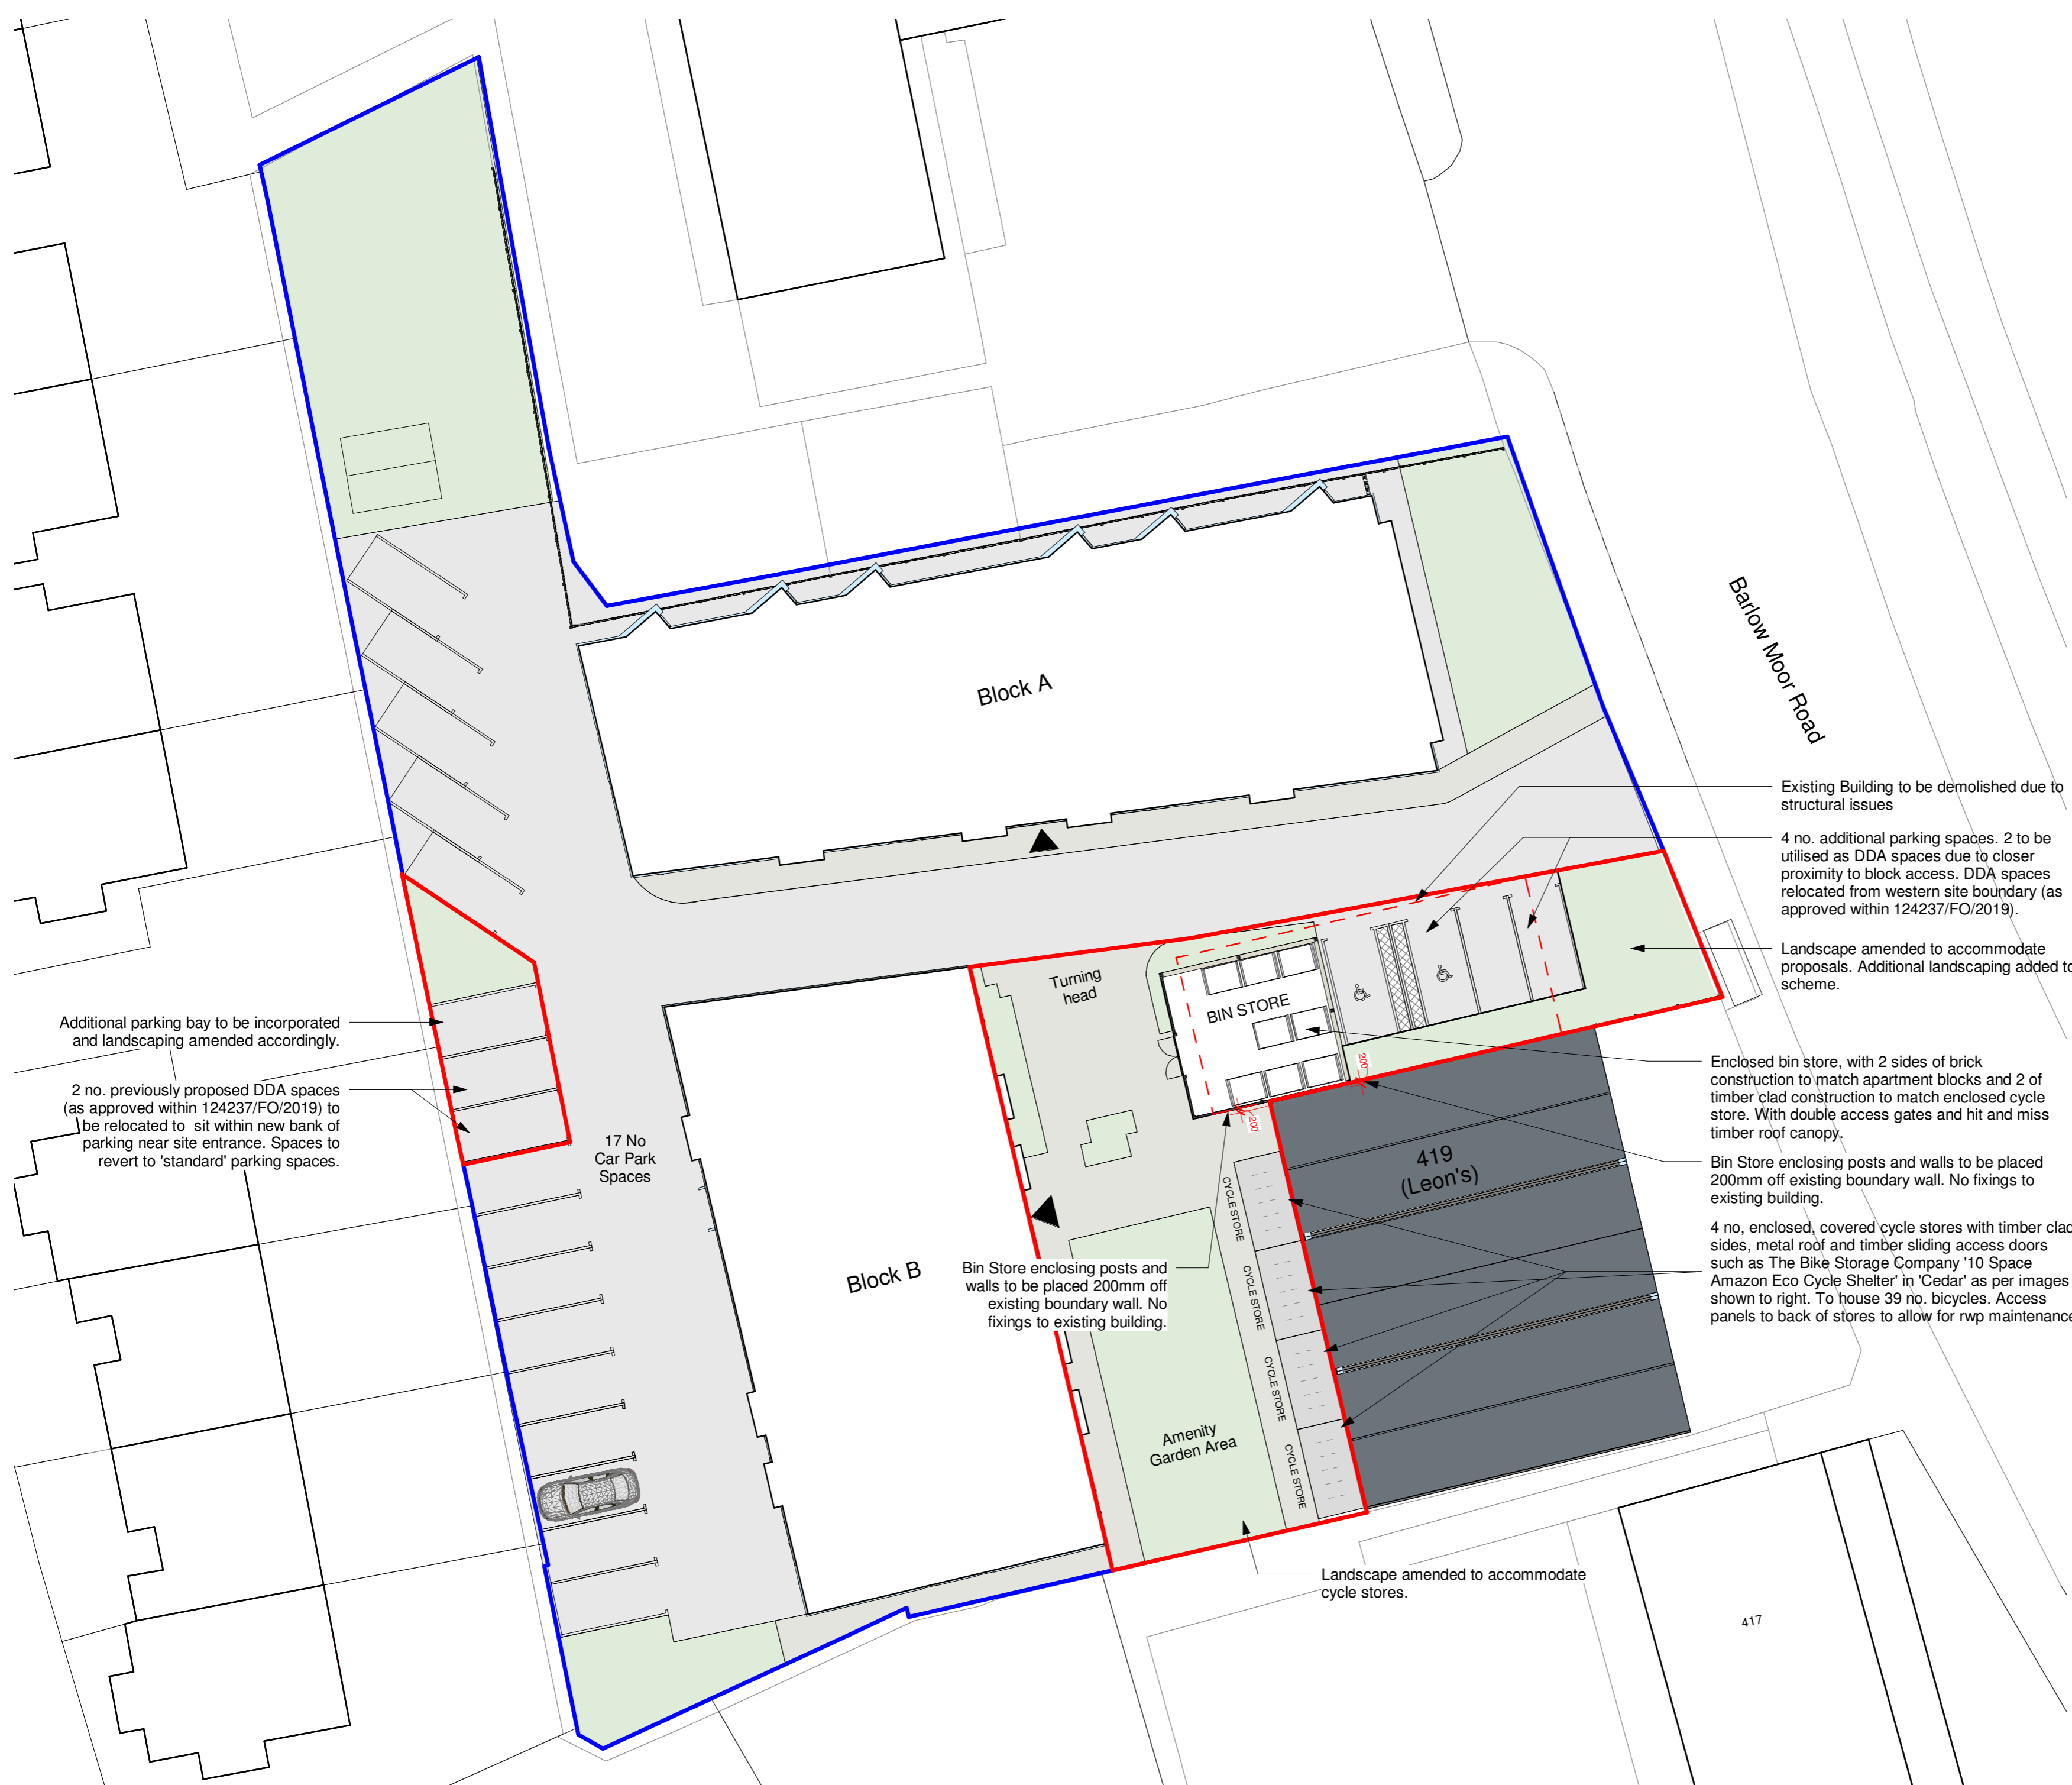 Block A
Barlow Moor Road
Existing Building to be demolished due to
structural issues
4 no. additional parking spaces. 2 to be
utilised as DDA spaces due to closer
proximity to block access. DDA spaces
relocated from western site boundary (as
approved within 124237/FO/2019).
Landscape amended to accommodate
proposals. Additional landscaping added to
scheme.
Turning
head
BIN STORE
200
200
Additional parking bay to be incorporated
and landscaping amended accordingly.
2 no. previously proposed DDA spaces
(as approved within 124237/FO/2019) to
be relocated to sit within new bank of
parking near site entrance. Spaces to
revert to 'standard' parking spaces.
17 No
Car Park
Spaces
Enclosed bin store, with 2 sides of brick
construction to match apartment blocks and 2 of
timber clad construction to match enclosed cycle
store. With double access gates and hit and miss
timber roof canopy.
419
(Leon's)
Bin Store enclosing posts and walls to be placed
200mm off existing boundary wall. No fixings to
existing building.
4 no, enclosed, covered cycle stores with timber clad
sides, metal roof and timber sliding access doors
such as The Bike Storage Company '10 Space
Amazon Eco Cycle Shelter' in 'Cedar' as per images
shown to right. To house 39 no. bicycles. Access
panels to back of stores to allow for rwp maintenance
Block B
Bin Store enclosing posts and
walls to be placed 200mm off
existing boundary wall. No
fixings to existing building.
CYCLE STORE
CYCLE STORE
CYCLE STORE
CYCLE STORE
Amenity
Garden Area
Landscape amended to accommodate
cycle stores.
417